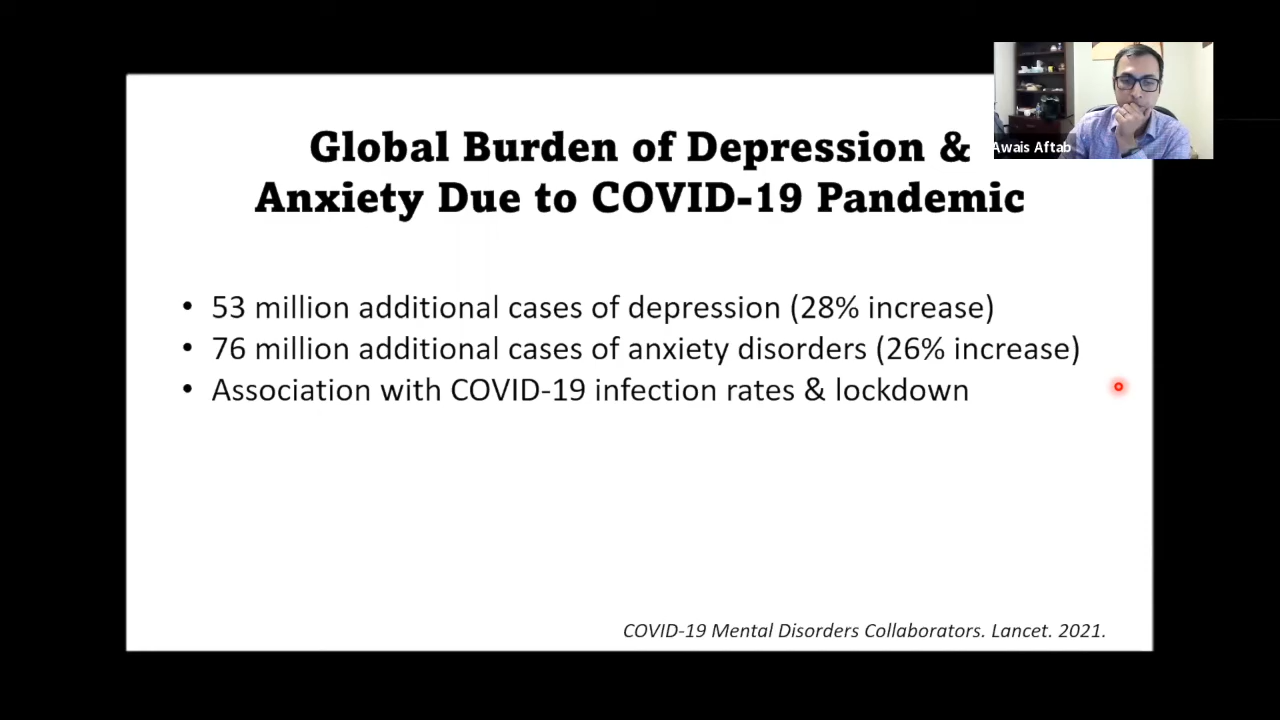 Global Burden of Depression &
Anxiety Due to COVID-19 Pandemic
Awais Aftab
• 53 million additional cases of depression (28% increase)
• 76 million additional cases of anxiety disorders (26% increase)
• Association with COVID-19 infection rates & lockdown
COVID-19 Mental Disorders Collaborators. Lancet. 2021.